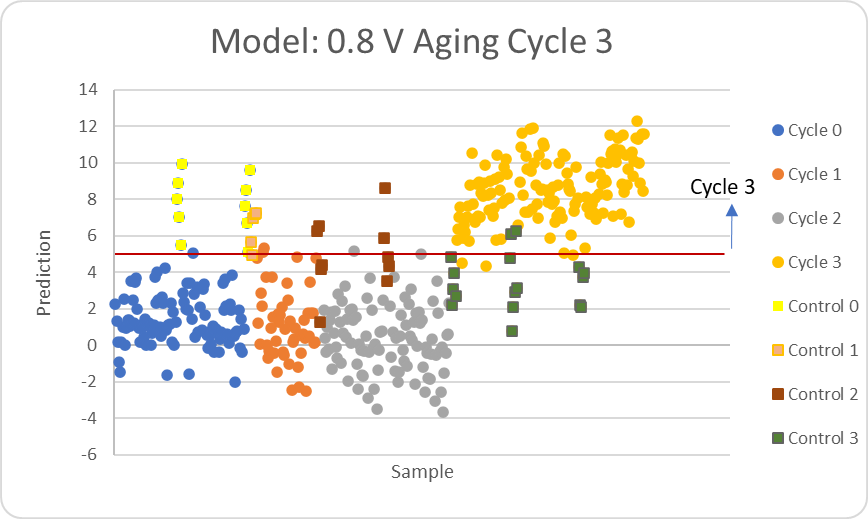 Model: 0.8 V Aging Cycle 3
14
12
10
8
6
4
2
0
-2
-4
-6
Prediction
Sample
Cycle 3
Cycle 0
Cycle 1
Cycle 2
Cycle 3
Control 0
Control 1
Control 2
Control 3